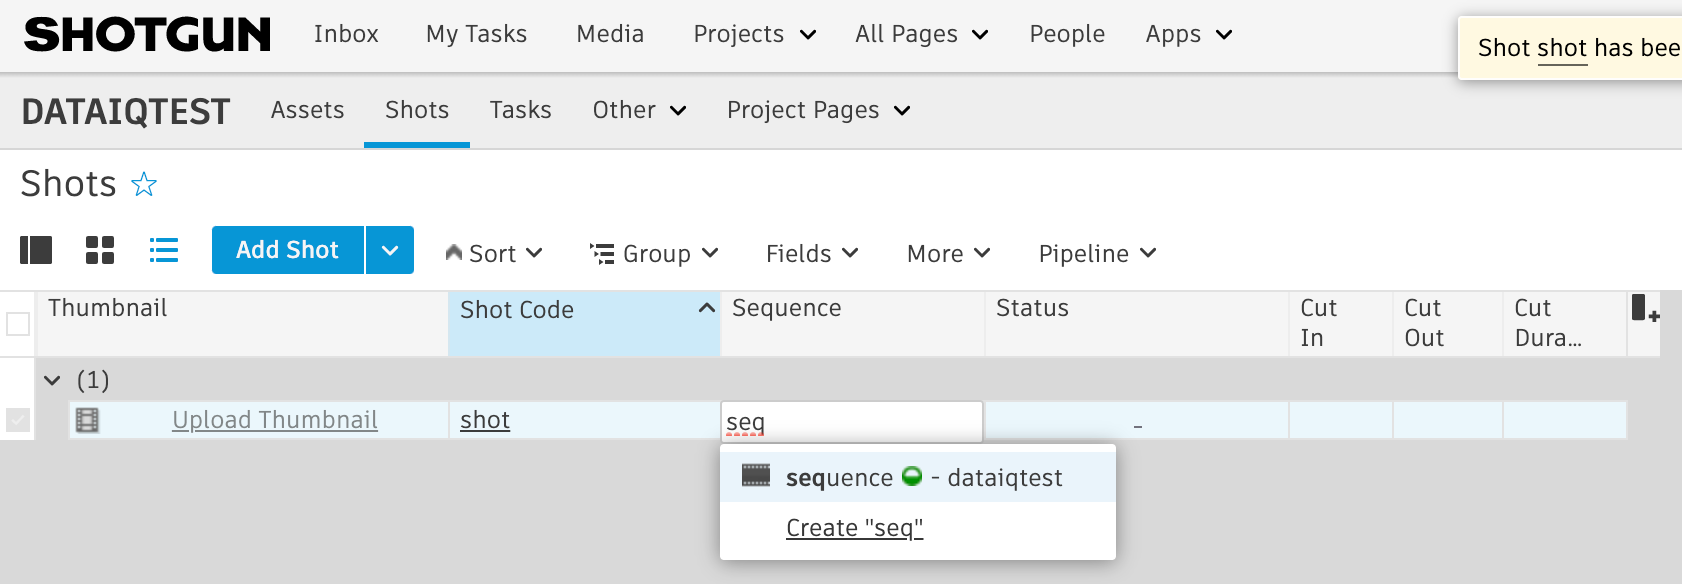 SHOTGUN Inbox My Tasks Media Projects All Pages People Apps
Shot shot has bee
DATAIQTEST Assets Shots Tasks Other Project Pages
Shots
Add Shot Sort Group Fields More Pipeline
Thumbnail Shot Code Sequence Status Cut In Cut Out Cut Dura...
(1)
Upload Thumbnail shot seq -
sequence - dataiqtest
Create "seq"